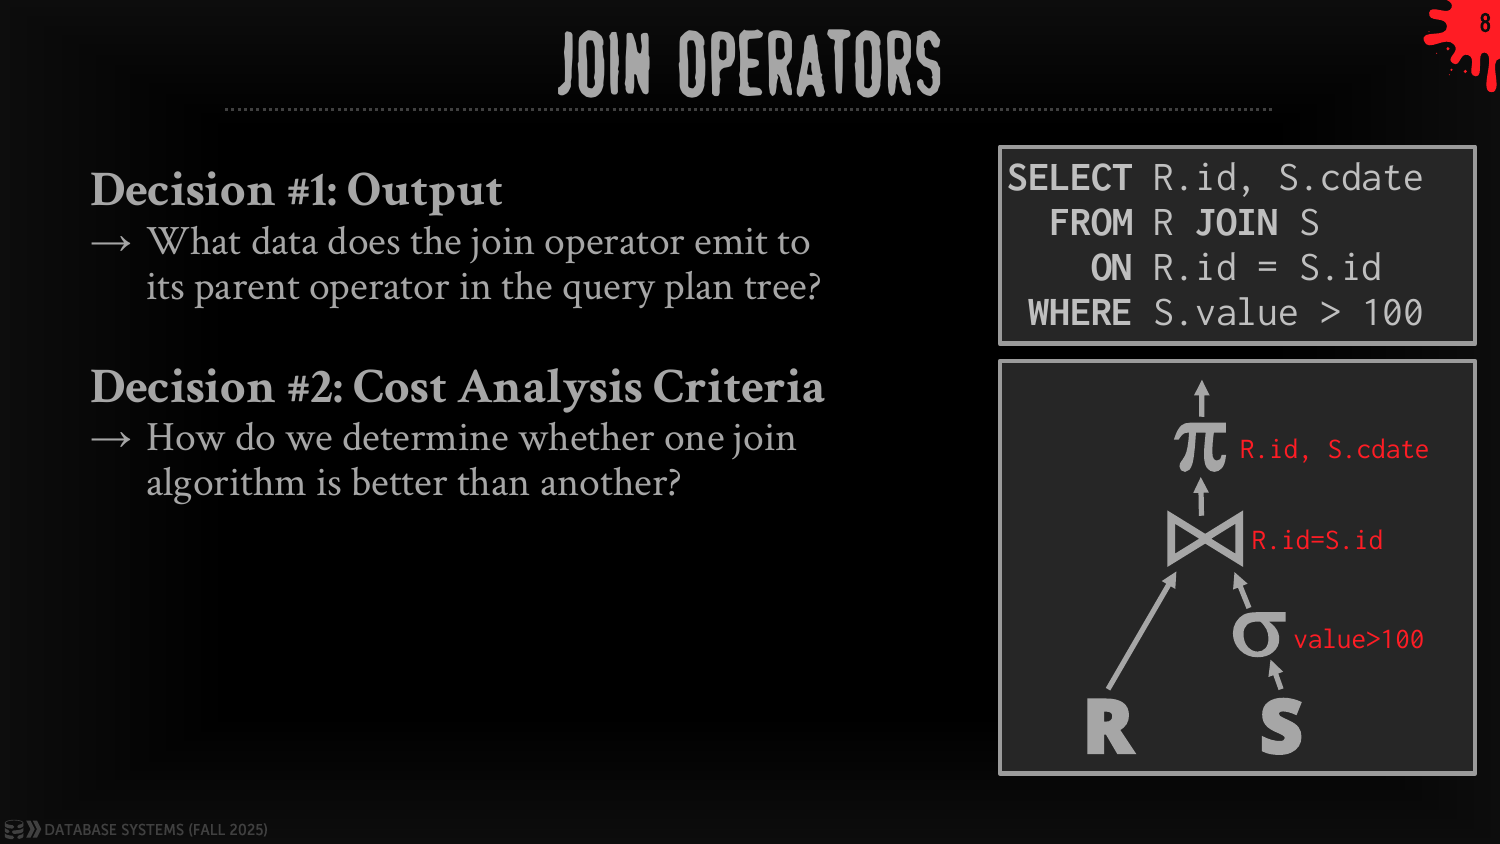 8
JOIN OPERATORS
Decision #1: Output
→ What data does the join operator emit to
its parent operator in the query plan tree?
Decision #2: Cost Analysis Criteria
→ How do we determine whether one join
algorithm is better than another?
SELECT R.id, S.cdate
FROM R JOIN S
ON R.id = S.id
WHERE S.value > 100
π R.id, S.cdate
⋈ R.id=S.id
σ value>100
R S
DATABASE SYSTEMS (FALL 2025)